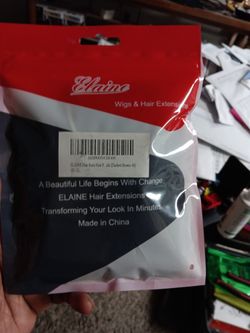 Elaine
Wigs & Hair Extensions
A Beautiful Life Begins With Change
ELAINE Hair Extensions
Transforming Your Look In Minutes
Made in China